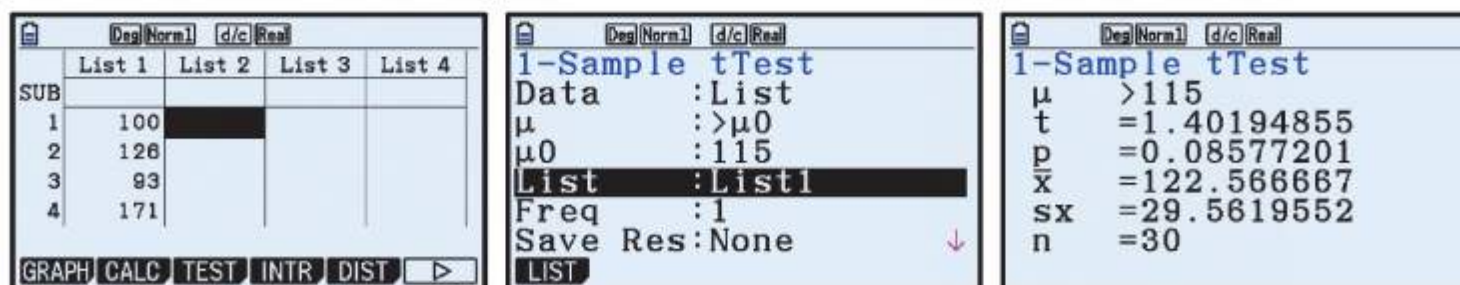 Deg Norm1 d/c Real
List 1 List 2 List 3 List 4
SUB
1 100
2 126
3 93
4 171
GRAPH CALC TEST INTR DIST ▷
Deg Norm1 d/c Real
1-Sample tTest
Data :List
μ :>μ0
μ0 :115
List :List1
Freq :1
Save Res:None ↓
LIST
Deg Norm1 d/c Real
1-Sample tTest
μ >115
t =1.40194855
p =0.08577201
x̄ =122.566667
sx =29.5619552
n =30